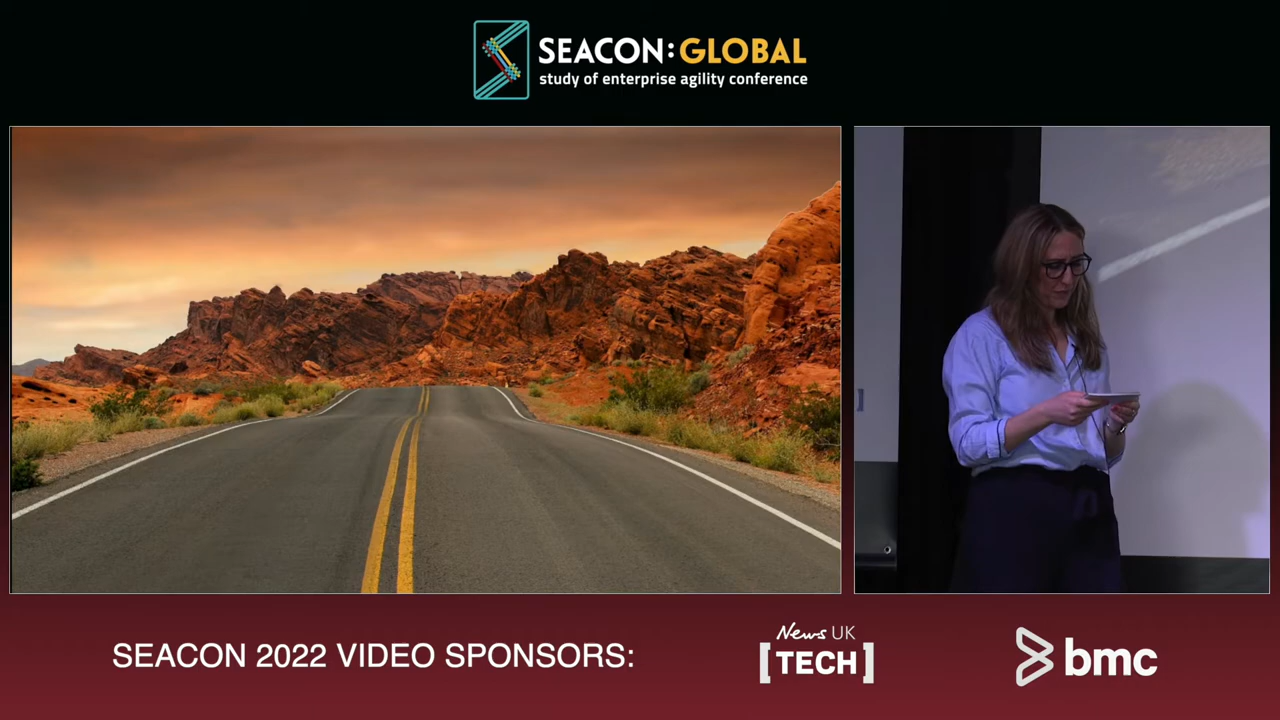 SEACON:GLOBAL
study of enterprise agility conference
SEACON 2022 VIDEO SPONSORS:
News UK
[TECH]
bmc